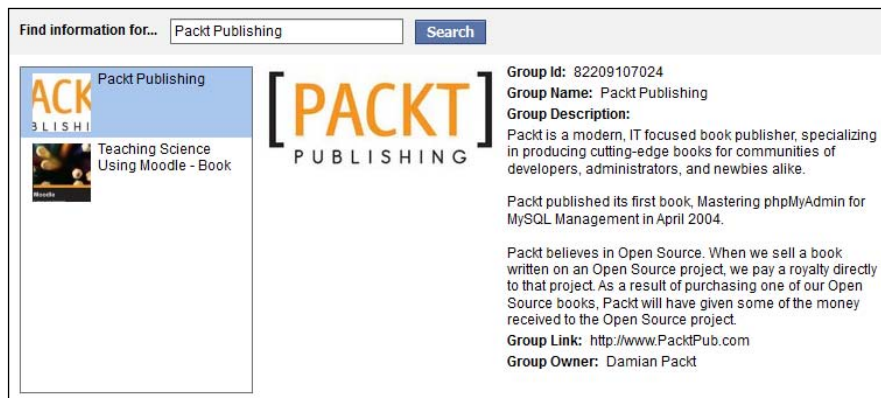 Find information for... Packt Publishing Search
Packt Publishing
Teaching Science
Using Moodle - Book
[PACKT]
PUBLISHING
Group Id: 82209107024
Group Name: Packt Publishing
Group Description:
Packt is a modern, IT focused book publisher, specializing
in producing cutting-edge books for communities of
developers, administrators, and newbies alike.
Packt published its first book, Mastering phpMyAdmin for
MySQL Management in April 2004.
Packt believes in Open Source. When we sell a book
written on an Open Source project, we pay a royalty directly
to that project. As a result of purchasing one of our Open
Source books, Packt will have given some of the money
received to the Open Source project.
Group Link: http://www.PacktPub.com
Group Owner: Damian Packt
ACK
BLISHI
Moodle